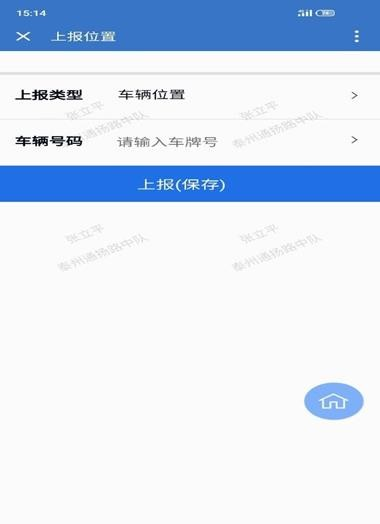 15:14
上报位置
上报类型 车辆位置
张立平 张立平
泰州通扬路中队 泰州通扬路中队
车辆号码 请输入车牌号
上报(保存)
张立平 张立平
泰州通扬路中队 泰州通扬路中队